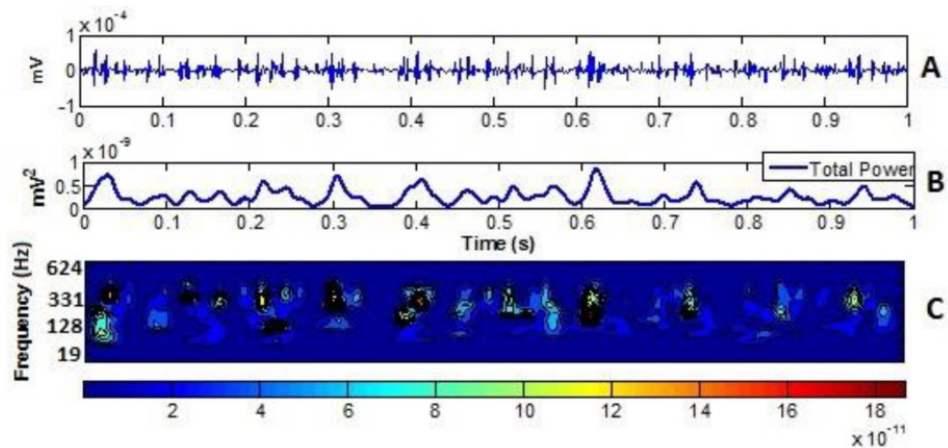 1 x 10^-4
mV
0
-1
A
0 0.1 0.2 0.3 0.4 0.5 0.6 0.7 0.8 0.9 1
x 10^-9
1
mV^2
0.5
0
Total Power
B
0 0.1 0.2 0.3 0.4 0.5 0.6 0.7 0.8 0.9 1
Time (s)
Frequency (Hz)
624
331
128
19
C
2 4 6 8 10 12 14 16 18
x 10^-11